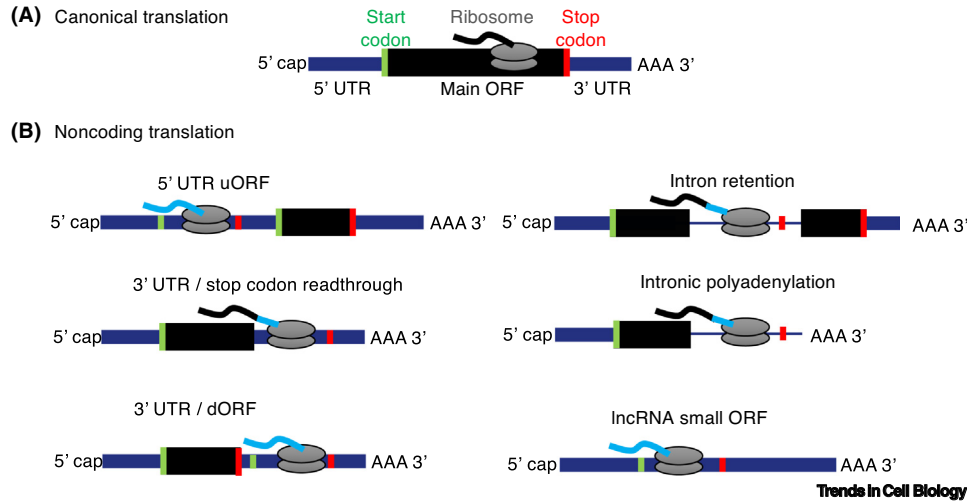 (A) Canonical translation
Start codon
Ribosome
Stop codon
5’ cap
AAA 3’
5’ UTR
Main ORF
3’ UTR
(B) Noncoding translation
5’ UTR uORF
5’ cap
AAA 3’
Intron retention
5’ cap
AAA 3’
3’ UTR / stop codon readthrough
5’ cap
AAA 3’
Intronic polyadenylation
5’ cap
AAA 3’
3’ UTR / dORF
5’ cap
AAA 3’
lncRNA small ORF
5’ cap
AAA 3’
Trends in Cell Biology